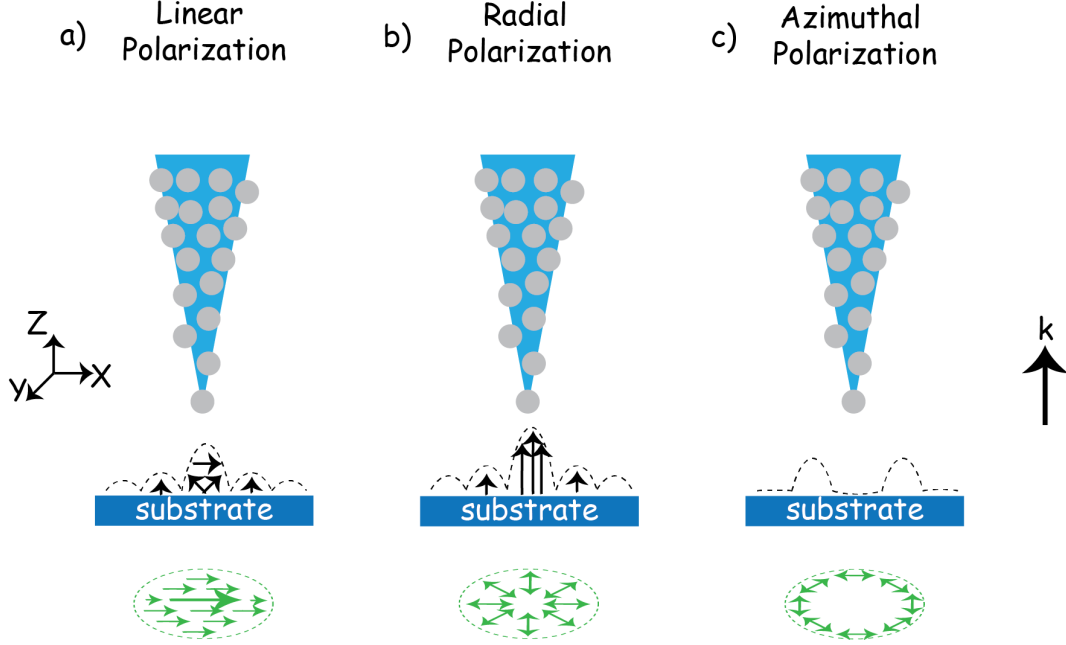 a)
Linear
Polarization
b)
Radial
Polarization
c)
Azimuthal
Polarization
Z
X
Y
k
substrate
substrate
substrate